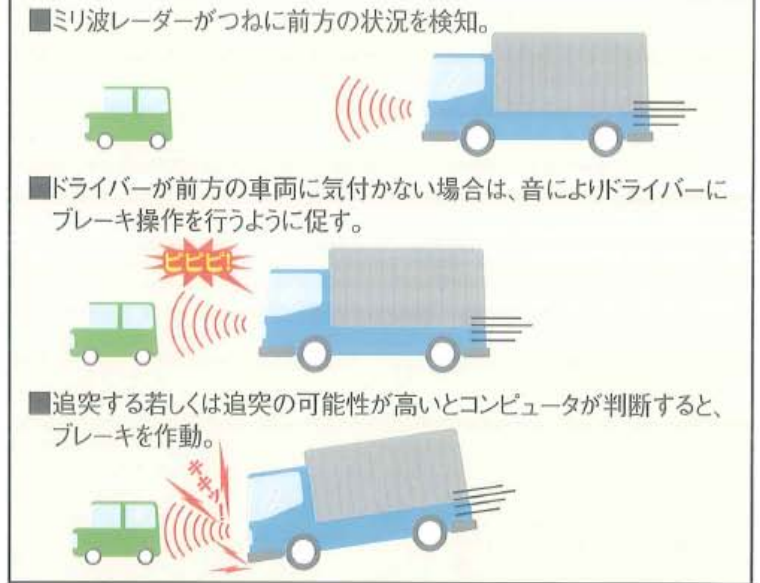 ■ミリ波レーダーがつねに前方の状況を検知。
■ドライバーが前方の車両に気付かない場合は、音によりドライバーに
ブレーキ操作を行うように促す。
ピピピ!
■追突する若しくは追突の可能性が高いとコンピュータが判断すると、
ブレーキを作動。
キキッ!